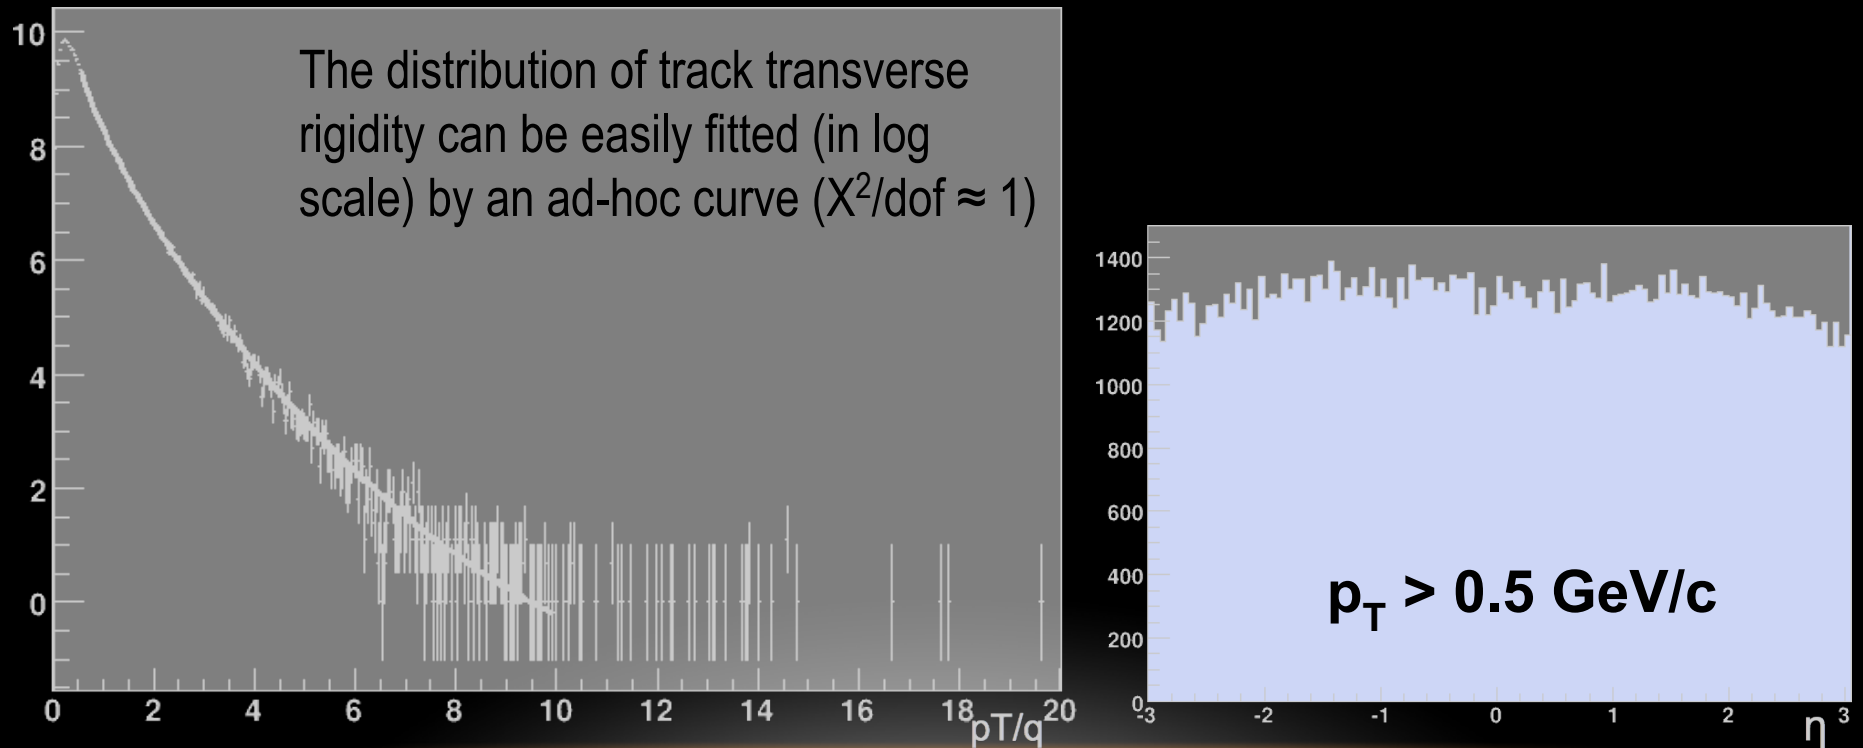 The distribution of track transverse
rigidity can be easily fitted (in log
scale) by an ad-hoc curve (X²/dof ≈ 1)
10
8
6
4
2
0
0 2 4 6 8 10 12 14 16 18 20
pT/q
1400
1200
1000
800
600
400
200
0
pT > 0.5 GeV/c
-3 -2 -1 0 1 2 3
η